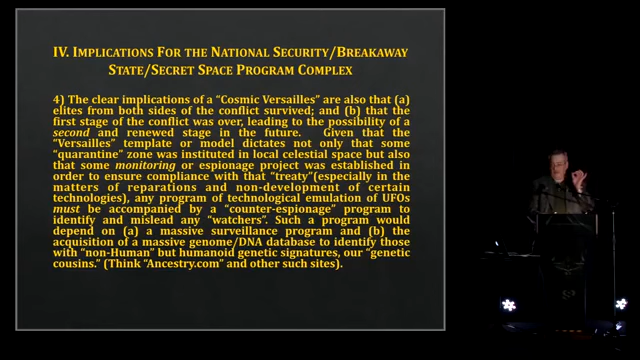 IV. IMPLICATIONS FOR THE NATIONAL SECURITY/BREAKAWAY
STATE/SECRET SPACE PROGRAM COMPLEX
4) The clear implications of a “Cosmic Versailles” are also that (a)
elites from both sides of the conflict survived; and (b) that the
first stage of the conflict was over, leading to the possibility of a
second and renewed stage in the future. Given that the
“Versailles” template or model dictates not only that some
“quarantine” zone was instituted in local celestial space but also
that some monitoring or espionage project was established in
order to ensure compliance with that “treaty”(especially in the
matters of reparations and non-development of certain
technologies), any program of technological emulation of UFOs
must be accompanied by a “counter-espionage” program to
identify and mislead any “watchers”. Such a program would
depend on (a) a massive surveillance program and (b) the
acquisition of a massive genome/DNA database to identify those
with “non-Human” but humanoid genetic signatures, our “genetic
cousins.” (Think “Ancestry.com” and other such sites).